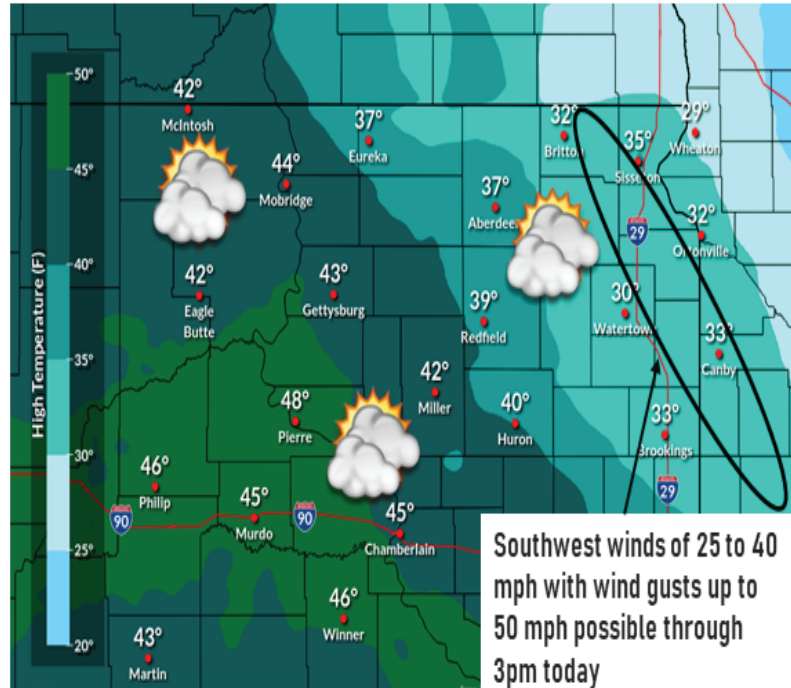 High Temperature (F)
50°
45°
40°
35°
30°
25°
20°
42°
McIntosh
44°
Mobridge
37°
Eureka
32°
Britton
35°
Sisseton
29°
Wheaton
37°
Aberdeen
29
32°
Ortonville
42°
Eagle
Butte
43°
Gettysburg
39°
Redfield
30°
Watertown
33°
Canby
48°
Pierre
42°
Miller
40°
Huron
33°
Brookings
46°
Philip
90
45°
Murdo
90
45°
Chamberlain
29
46°
Winner
43°
Martin
Southwest winds of 25 to 40
mph with wind gusts up to
50 mph possible through
3pm today